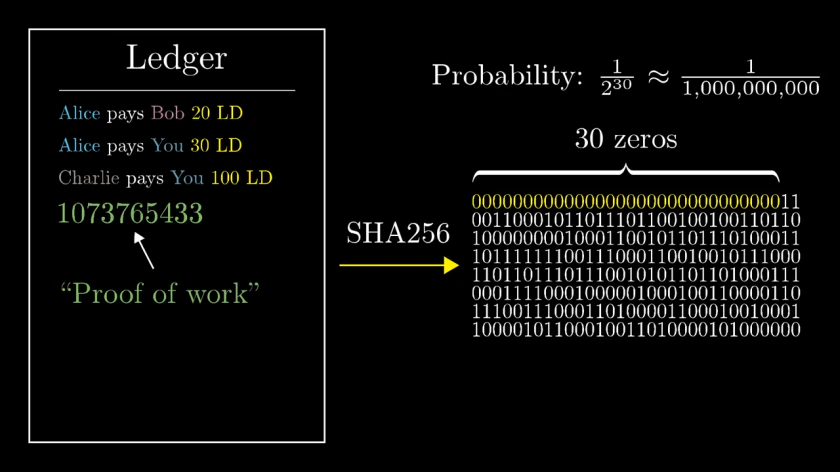 Ledger
Alice pays Bob 20 LD
Alice pays You 30 LD
Charlie pays You 100 LD
1073765433
“Proof of work”
SHA256
Probability: 1/2^30 ≈ 1/1,000,000,000
30 zeros
00000000000000000000000000000011
00110001011011101100100100110110
10000000010001100101101110100011
10111111100111000110010010111000
11011011101110010101101101000111
00011110001000001000100110000110
11100111000110100001100010010001
10000101100010011010000101000000